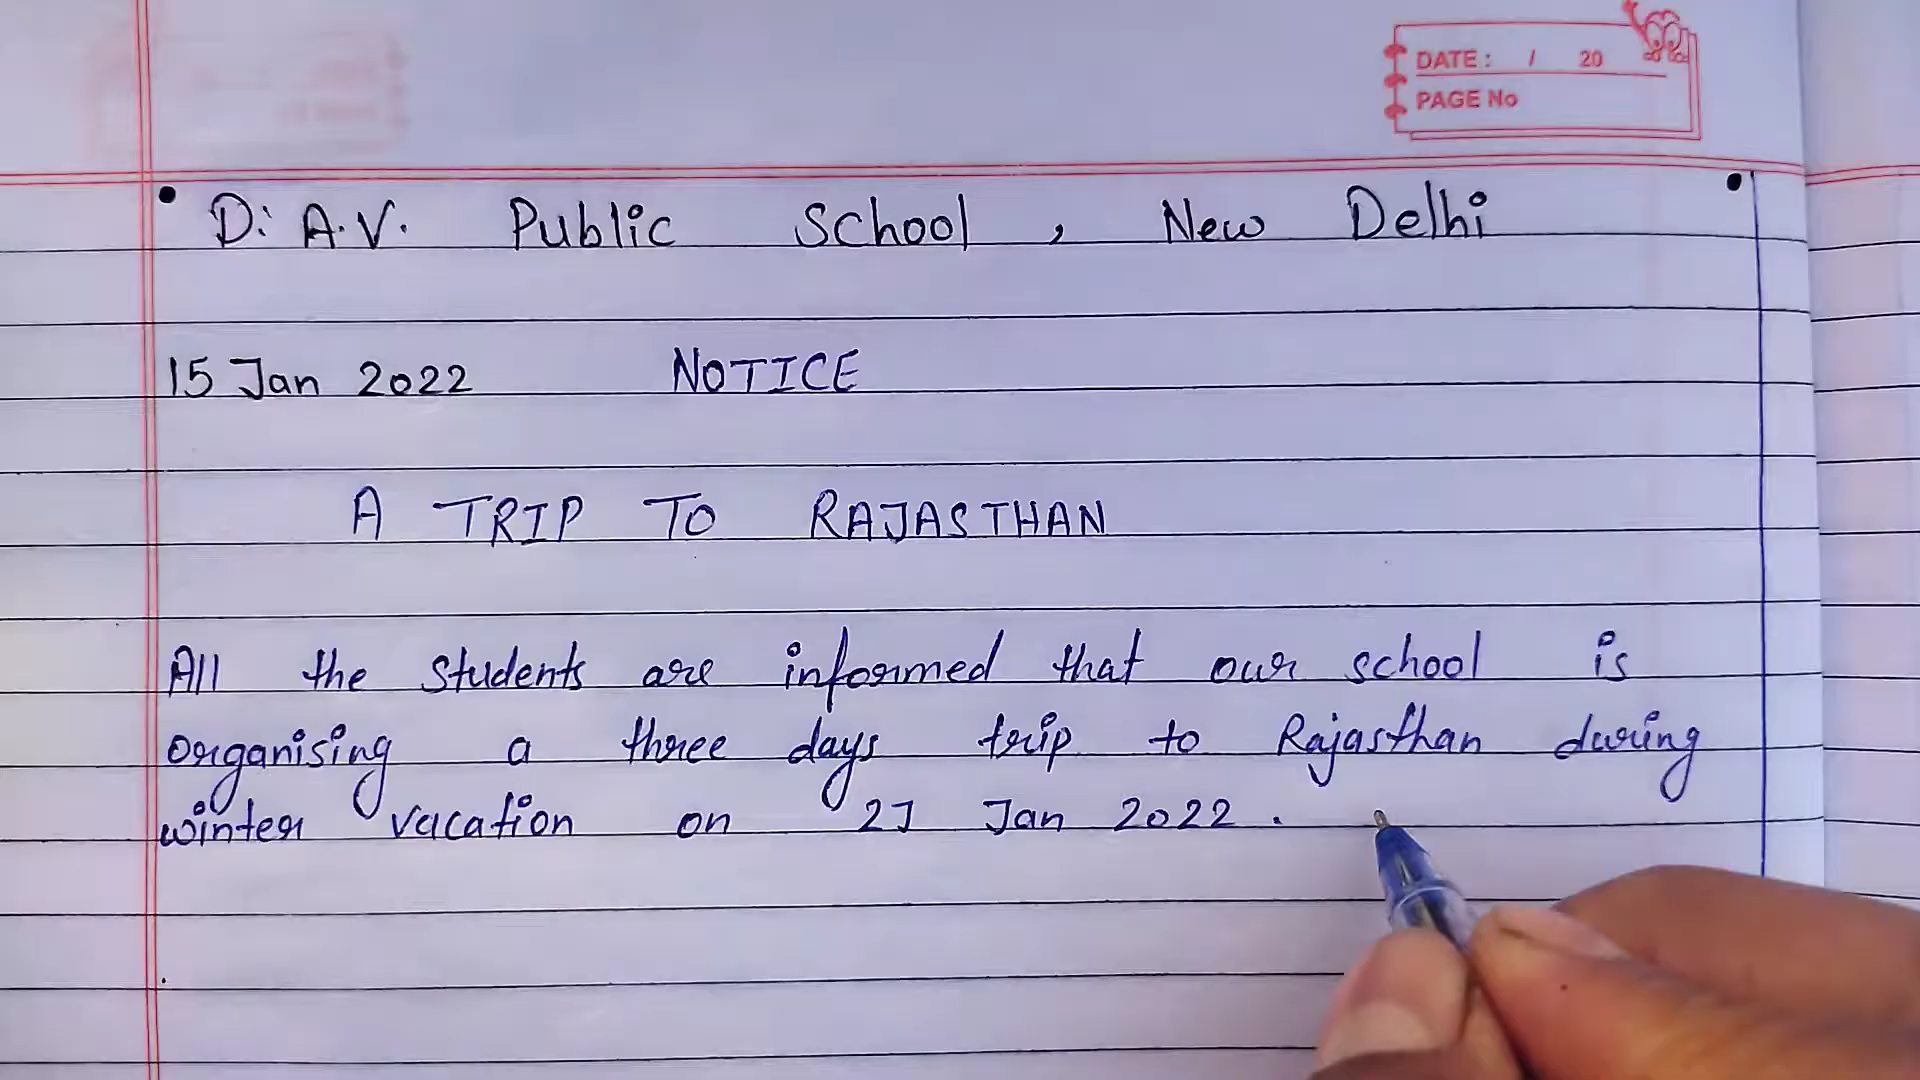 DATE : / 20
PAGE No
D. A.V. Public School, New Delhi
15 Jan 2022 NOTICE
A TRIP TO RAJASTHAN
All the students are informed that our school is
organising a three days trip to Rajasthan during
winter vacation on Jan 2022.